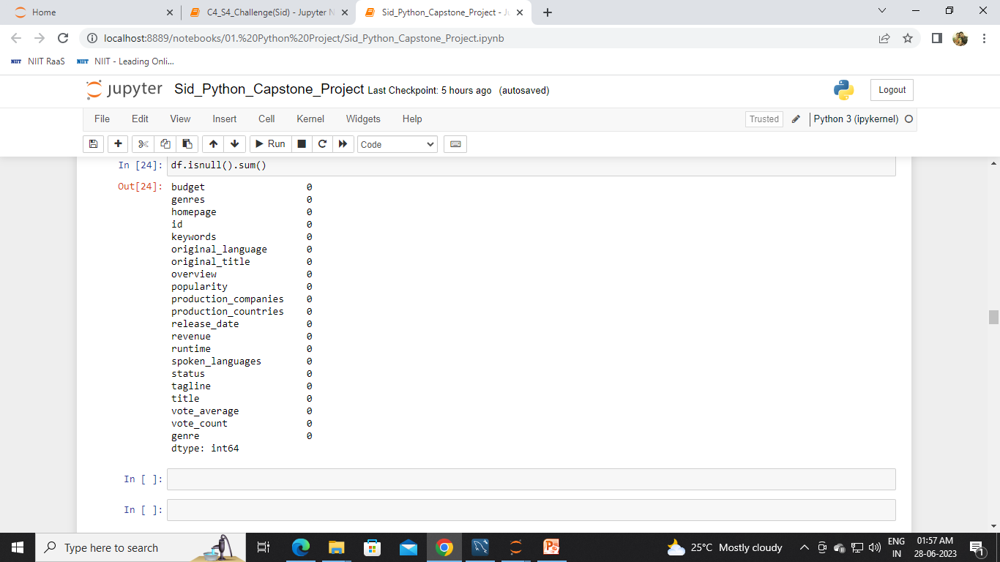 Home
C4_S4_Challenge(Sid) - Jupyter N
Sid_Python_Capstone_Project - Ju
localhost:8889/notebooks/01.%20Python%20Project/Sid_Python_Capstone_Project.ipynb
NIIT NIIT RaaS NIIT NIIT - Leading Onli...
jupyter Sid_Python_Capstone_Project Last Checkpoint: 5 hours ago (autosaved)
Logout
File Edit View Insert Cell Kernel Widgets Help
Trusted Python 3 (ipykernel)
Run Code
In [24]: df.isnull().sum()
Out[24]: budget 0
genres 0
homepage 0
id 0
keywords 0
original_language 0
original_title 0
overview 0
popularity 0
production_companies 0
production_countries 0
release_date 0
revenue 0
runtime 0
spoken_languages 0
status 0
tagline 0
title 0
vote_average 0
vote_count 0
genre 0
dtype: int64
In [ ]:
In [ ]:
Type here to search
25°C Mostly cloudy
ENG
IN
01:57 AM
28-06-2023
1